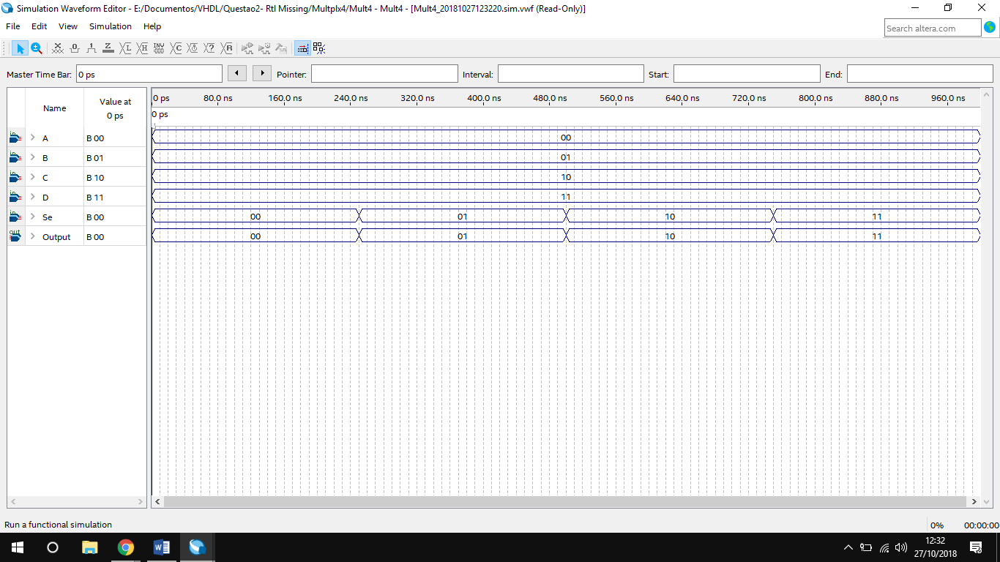 Simulation Waveform Editor - E:/Documentos/VHDL/Questao2- Rtl Missing/Multplx4/Mult4 - Mult4 - [Mult4_20181027123220.sim.vwf (Read-Only)]
File Edit View Simulation Help
Search altera.com
Master Time Bar: 0 ps Pointer: Interval: Start: End:
Name Value at 0 ps
0 ps 80.0 ns 160.0 ns 240.0 ns 320.0 ns 400.0 ns 480.0 ns 560.0 ns 640.0 ns 720.0 ns 800.0 ns 880.0 ns 960.0 ns
0 ps
A B 00 00
B B 01 01
C B 10 10
D B 11 11
Se B 00 00 01 10 11
Output B 00 00 01 10 11
Run a functional simulation 0% 00:00:00
12:32
27/10/2018